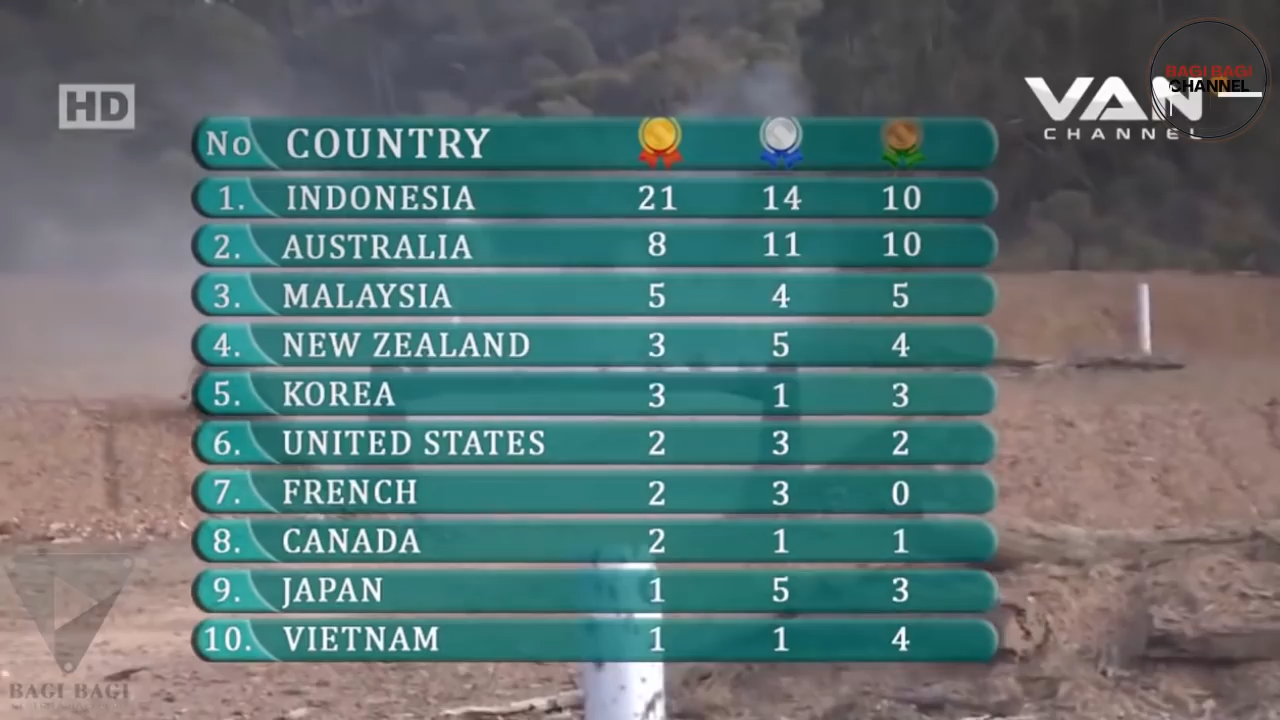 HD
VAN
CHANNEL
BAGI BAGI
CHANNEL
No COUNTRY
1. INDONESIA 21 14 10
2. AUSTRALIA 8 11 10
3. MALAYSIA 5 4 5
4. NEW ZEALAND 3 5 4
5. KOREA 3 1 3
6. UNITED STATES 2 3 2
7. FRENCH 2 3 0
8. CANADA 2 1 1
9. JAPAN 1 5 3
10. VIETNAM 1 1 4
BAGI BAGI